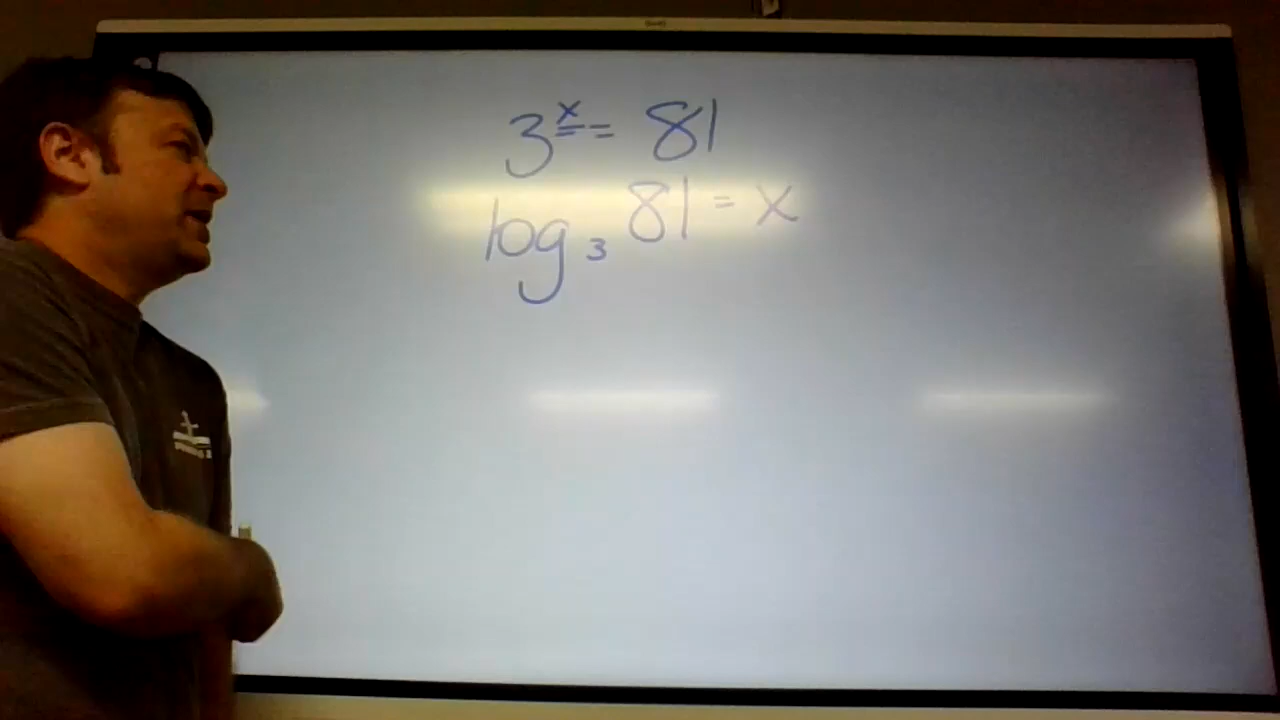 3^x = 81
log₃ 81 = x